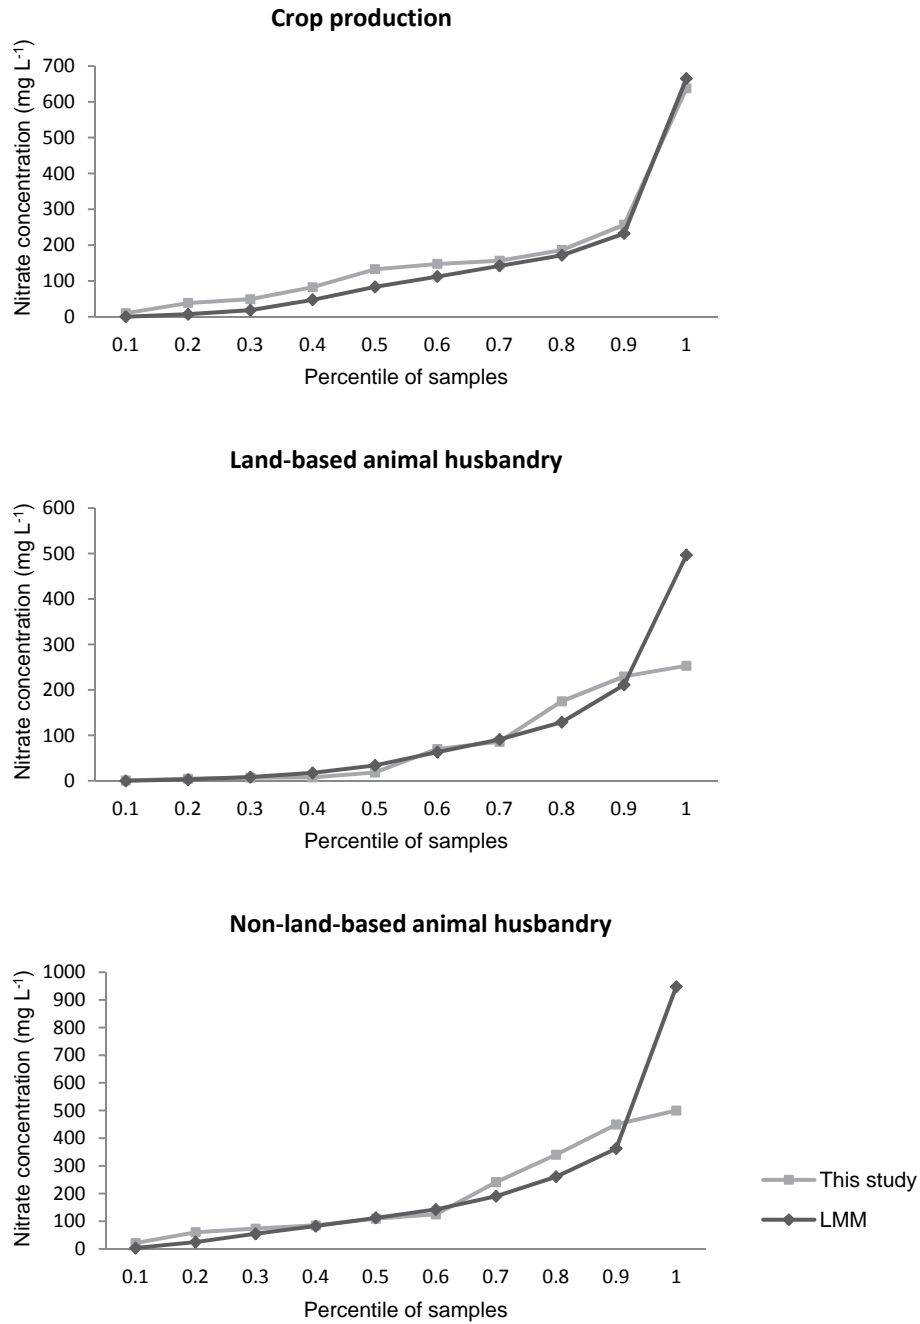 Crop production
Nitrate concentration (mg L-1)
700
600
500
400
300
200
100
0
0.1 0.2 0.3 0.4 0.5 0.6 0.7 0.8 0.9 1
Percentile of samples
Land-based animal husbandry
Nitrate concentration (mg L-1)
600
500
400
300
200
100
0
0.1 0.2 0.3 0.4 0.5 0.6 0.7 0.8 0.9 1
Percentile of samples
Non-land-based animal husbandry
Nitrate concentration (mg L-1)
1000
900
800
700
600
500
400
300
200
100
0
0.1 0.2 0.3 0.4 0.5 0.6 0.7 0.8 0.9 1
Percentile of samples
This study
LMM